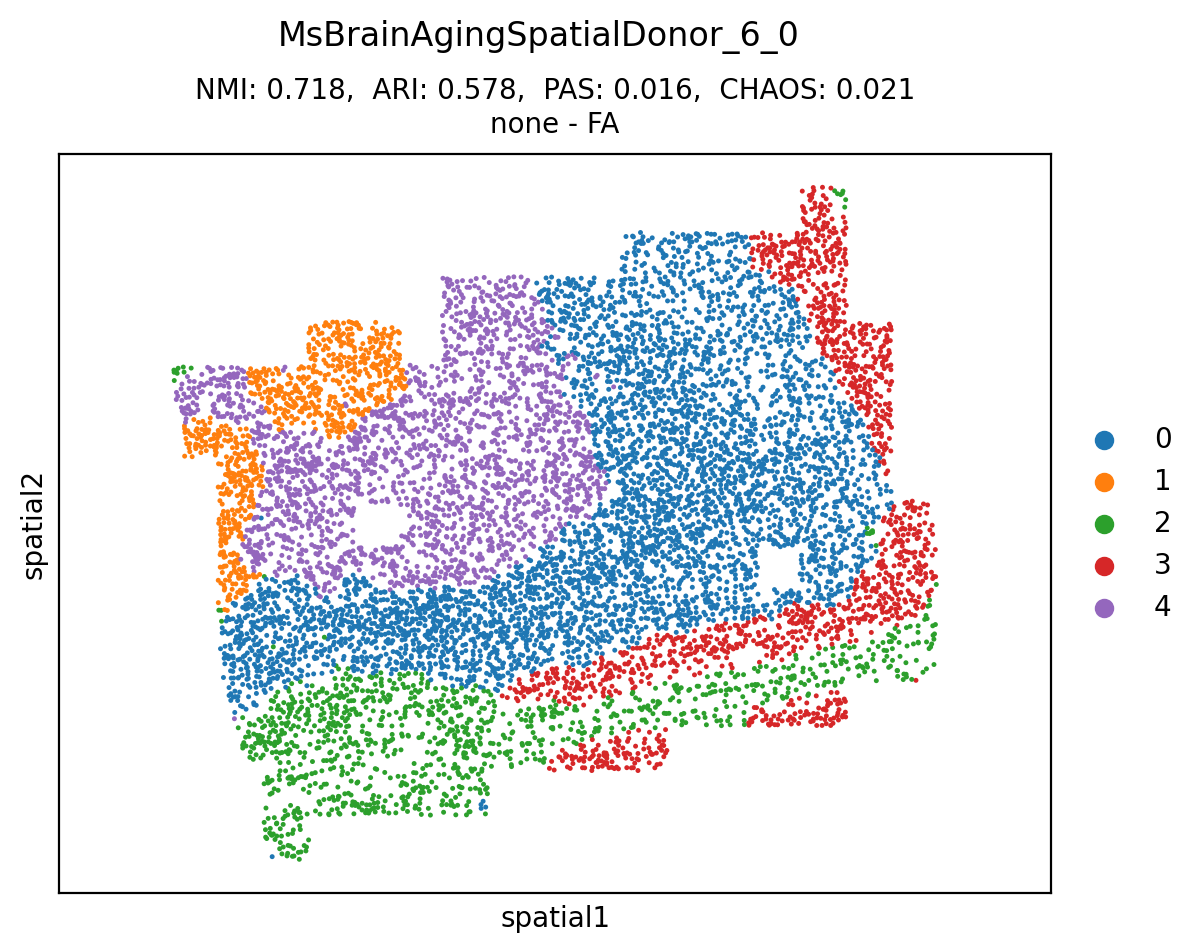 MsBrainAgingSpatialDonor_6_0
NMI: 0.718,  ARI: 0.578,  PAS: 0.016,  CHAOS: 0.021
none - FA
spatial2
0
1
2
3
4
spatial1